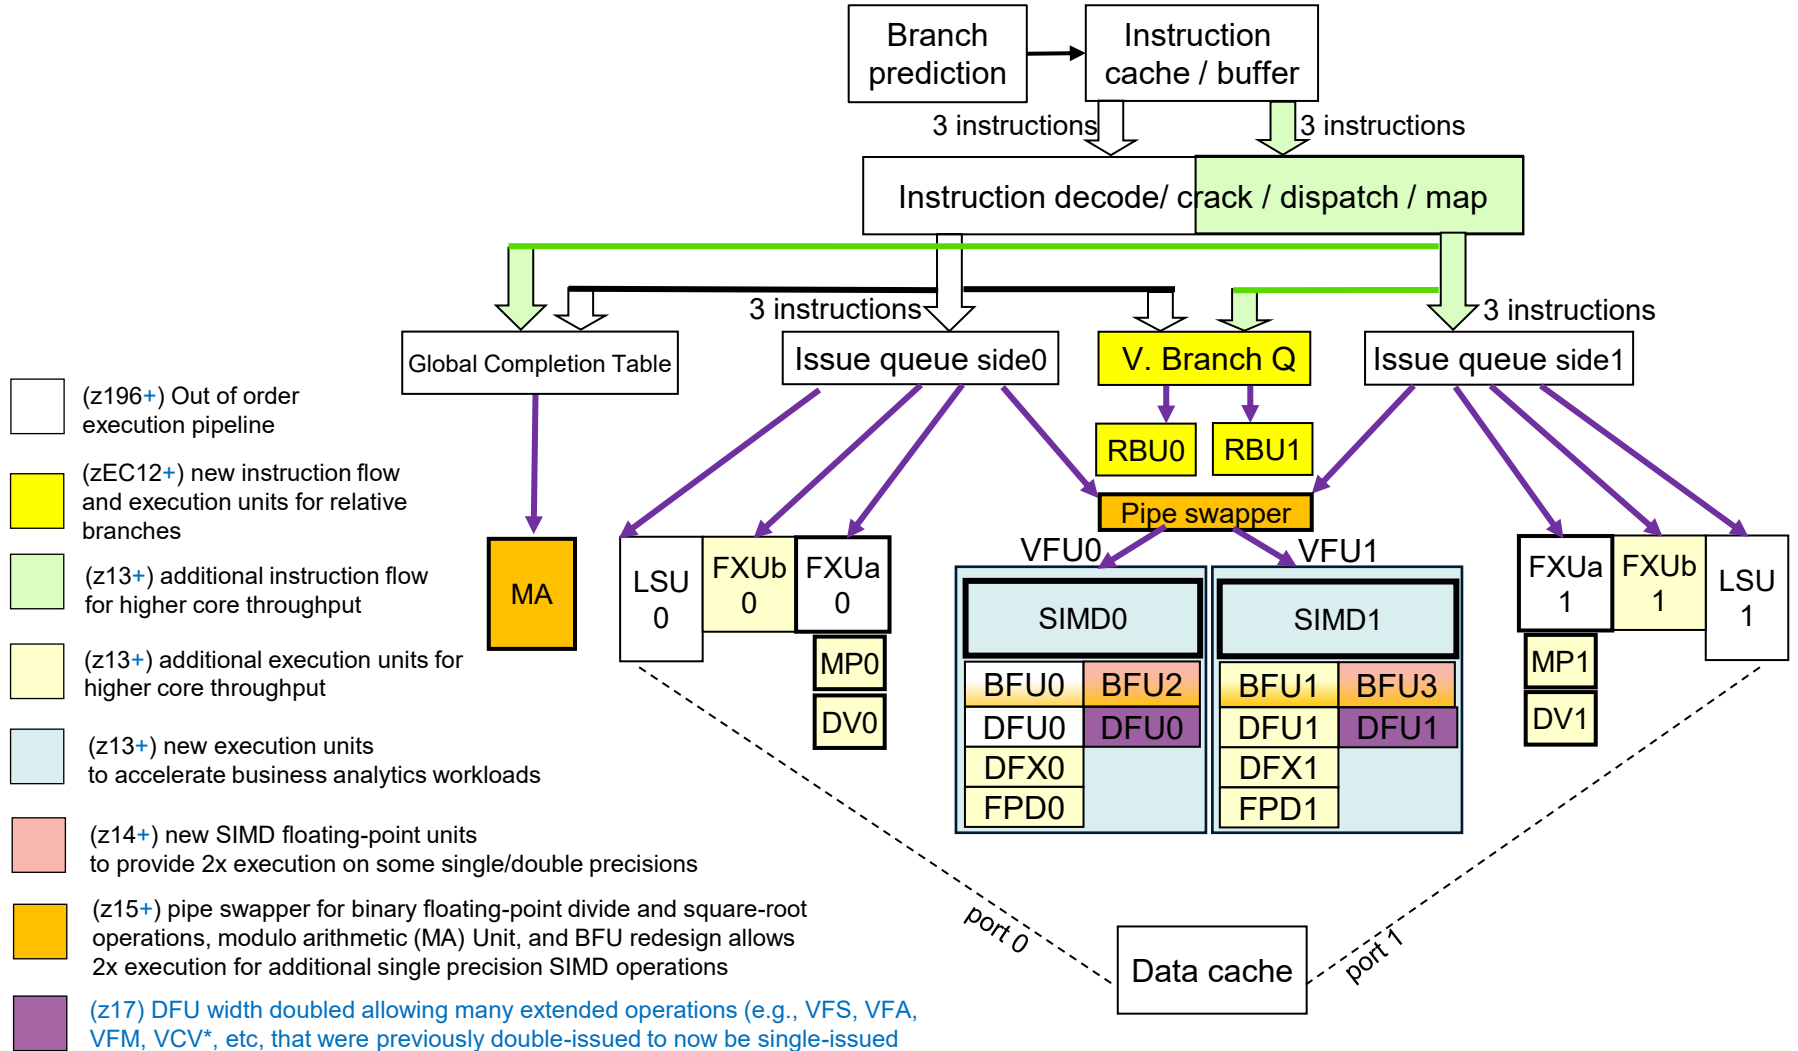 Branch
prediction
Instruction
cache / buffer
3 instructions
3 instructions
Instruction decode/ crack / dispatch / map
3 instructions
3 instructions
Global Completion Table
Issue queue side0
V. Branch Q
Issue queue side1
RBU0
RBU1
Pipe swapper
MA
LSU
0
FXUb
0
FXUa
0
MP0
DV0
VFU0
VFU1
SIMD0
BFU0
BFU2
DFU0
DFU0
DFX0
FPD0
SIMD1
BFU1
BFU3
DFU1
DFU1
DFX1
FPD1
FXUa
1
FXUb
1
LSU
1
MP1
DV1
port 0
port 1
Data cache
(z196+) Out of order
execution pipeline
(zEC12+) new instruction flow
and execution units for relative
branches
(z13+) additional instruction flow
for higher core throughput
(z13+) additional execution units for
higher core throughput
(z13+) new execution units
to accelerate business analytics workloads
(z14+) new SIMD floating-point units
to provide 2x execution on some single/double precisions
(z15+) pipe swapper for binary floating-point divide and square-root
operations, modulo arithmetic (MA) Unit, and BFU redesign allows
2x execution for additional single precision SIMD operations
(z17) DFU width doubled allowing many extended operations (e.g., VFS, VFA,
VFM, VCV*, etc, that were previously double-issued to now be single-issued